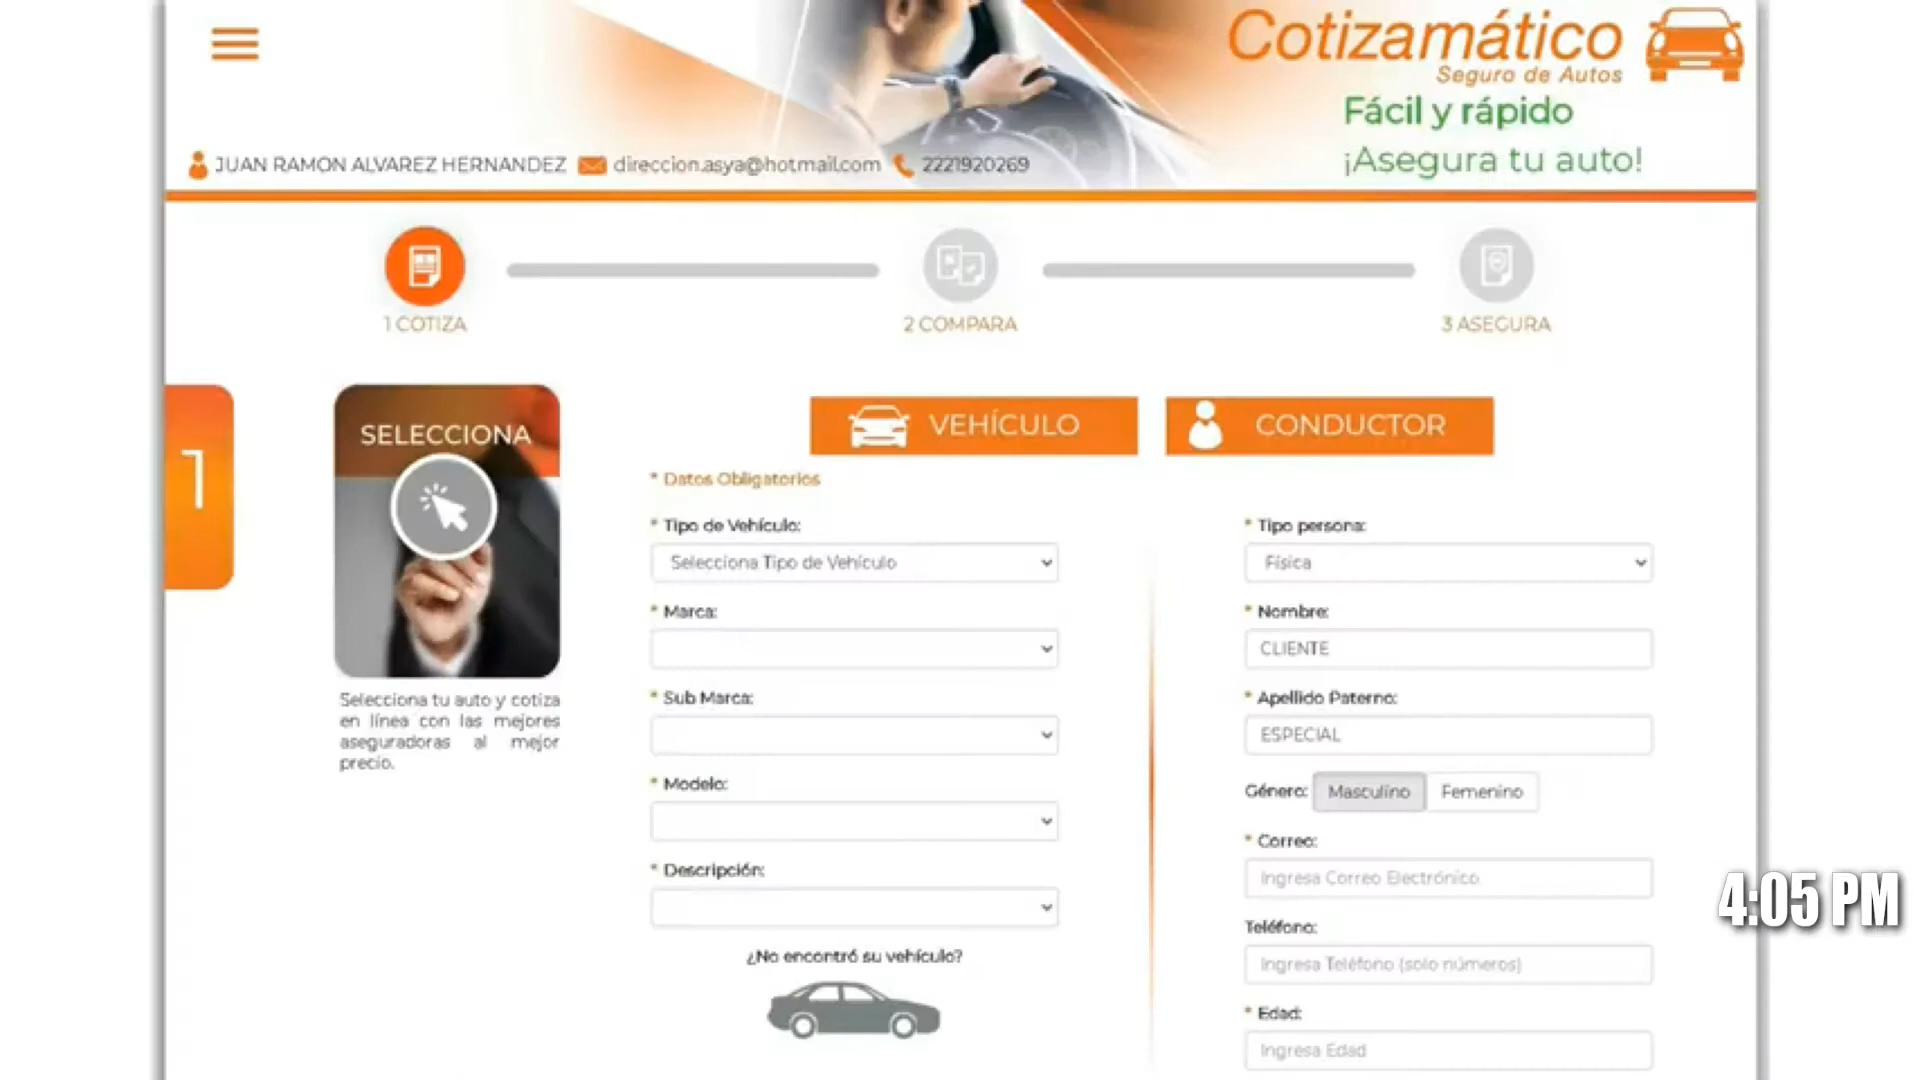 Cotizamático
Seguro de Autos
Fácil y rápido
¡Asegura tu auto!
JUAN RAMON ALVAREZ HERNANDEZ direccion.asya@hotmail.com 2221920269
1 COTIZA
2 COMPARA
3 ASEGURA
1
SELECCIONA
Selecciona tu auto y cotiza
en línea con las mejores
aseguradoras al mejor
precio.
VEHÍCULO
* Datos Obligatorios
* Tipo de Vehículo:
Selecciona Tipo de Vehículo
* Marca:
* Sub Marca:
* Modelo:
* Descripción:
¿No encontró su vehículo?
CONDUCTOR
* Tipo persona:
Física
* Nombre:
CLIENTE
* Apellido Paterno:
ESPECIAL
Género: Masculino Femenino
* Correo:
Ingresa Correo Electrónico
Teléfono:
Ingresa Teléfono (solo números)
* Edad:
Ingresa Edad
4:05 PM